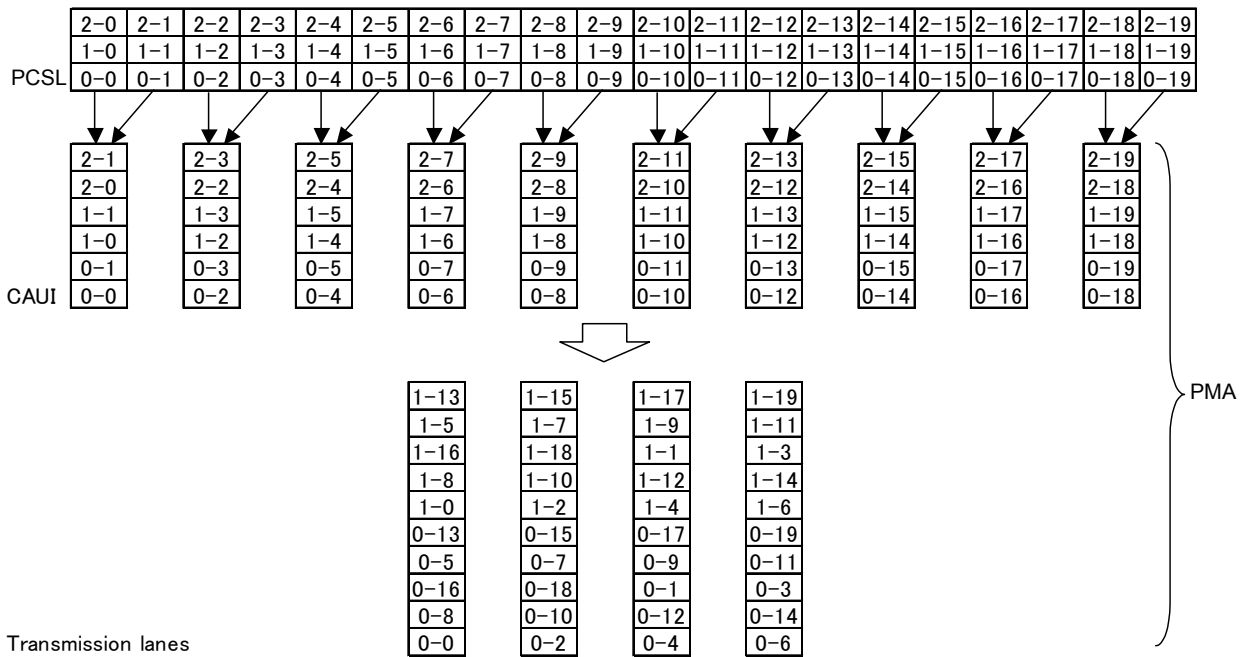 2-0 2-1 2-2 2-3 2-4 2-5 2-6 2-7 2-8 2-9 2-10 2-11 2-12 2-13 2-14 2-15 2-16 2-17 2-18 2-19
1-0 1-1 1-2 1-3 1-4 1-5 1-6 1-7 1-8 1-9 1-10 1-11 1-12 1-13 1-14 1-15 1-16 1-17 1-18 1-19
PCSL 0-0 0-1 0-2 0-3 0-4 0-5 0-6 0-7 0-8 0-9 0-10 0-11 0-12 0-13 0-14 0-15 0-16 0-17 0-18 0-19
2-1 2-3 2-5 2-7 2-9 2-11 2-13 2-15 2-17 2-19
2-0 2-2 2-4 2-6 2-8 2-10 2-12 2-14 2-16 2-18
1-1 1-3 1-5 1-7 1-9 1-11 1-13 1-15 1-17 1-19
1-0 1-2 1-4 1-6 1-8 1-10 1-12 1-14 1-16 1-18
0-1 0-3 0-5 0-7 0-9 0-11 0-13 0-15 0-17 0-19
CAUI 0-0 0-2 0-4 0-6 0-8 0-10 0-12 0-14 0-16 0-18
1-13 1-15 1-17 1-19 PMA
1-5 1-7 1-9 1-11
1-16 1-18 1-1 1-3
1-8 1-10 1-12 1-14
1-0 1-2 1-4 1-6
0-13 0-15 0-17 0-19
0-5 0-7 0-9 0-11
0-16 0-18 0-1 0-3
0-8 0-10 0-12 0-14
Transmission lanes 0-0 0-2 0-4 0-6